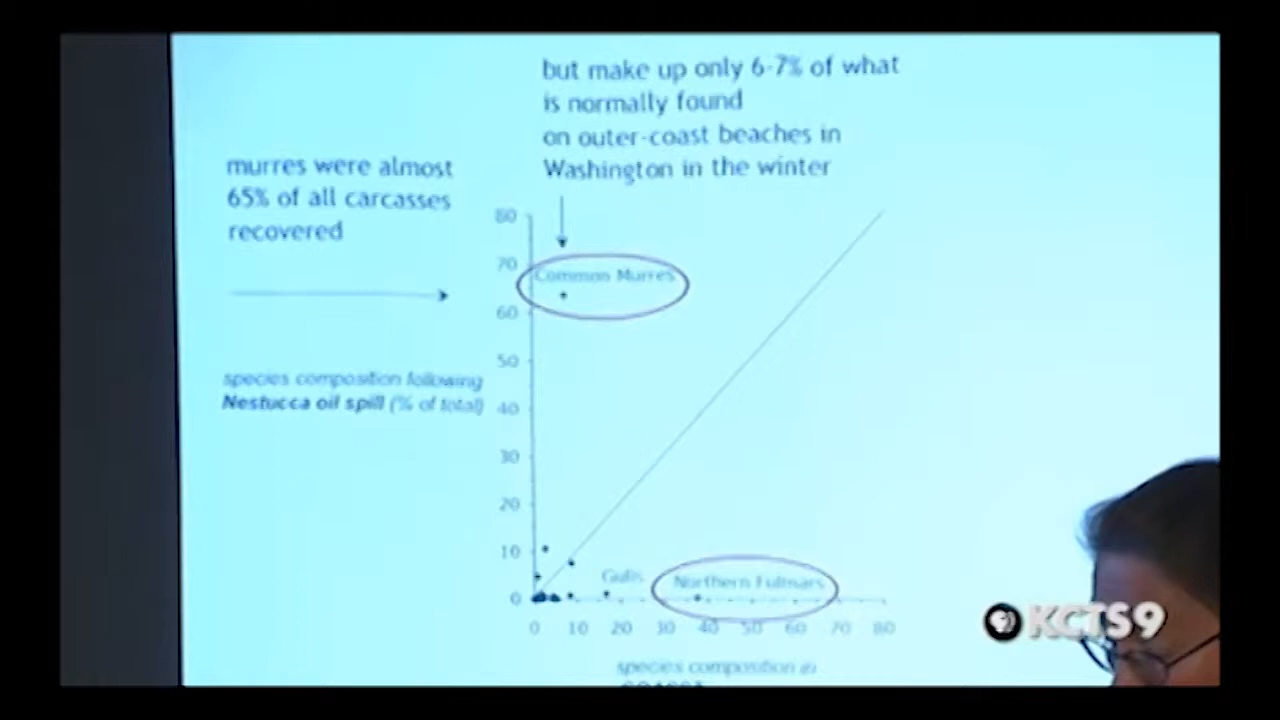 but make up only 6-7% of what
is normally found
on outer-coast beaches in
Washington in the winter
murres were almost
65% of all carcasses
recovered
80
70
Common Murres
60
50
species composition following
Nestucca oil spill (% of total)
40
30
20
10
Gulls
Northern Fulmars
0
0 10 20 30 40 50 60 70 80
species composition in
KCTS9